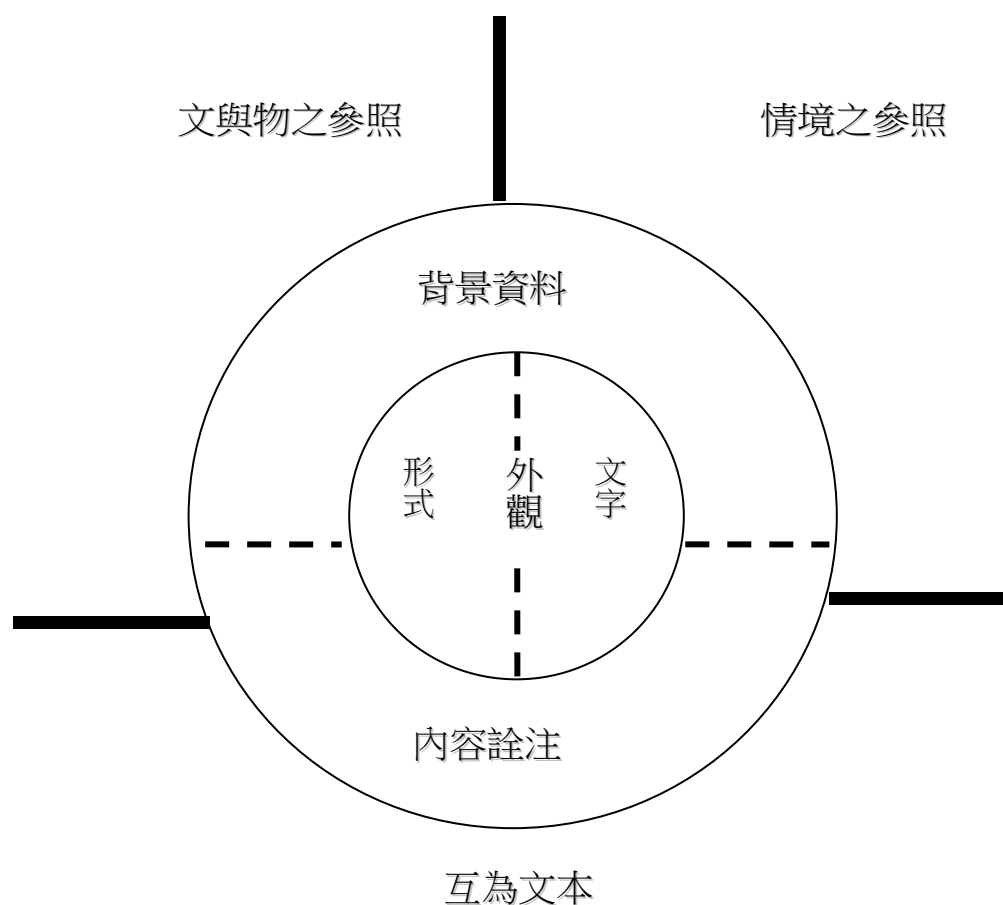 文與物之參照
情境之參照
背景資料
形式
外觀
文字
內容詮注
互為文本